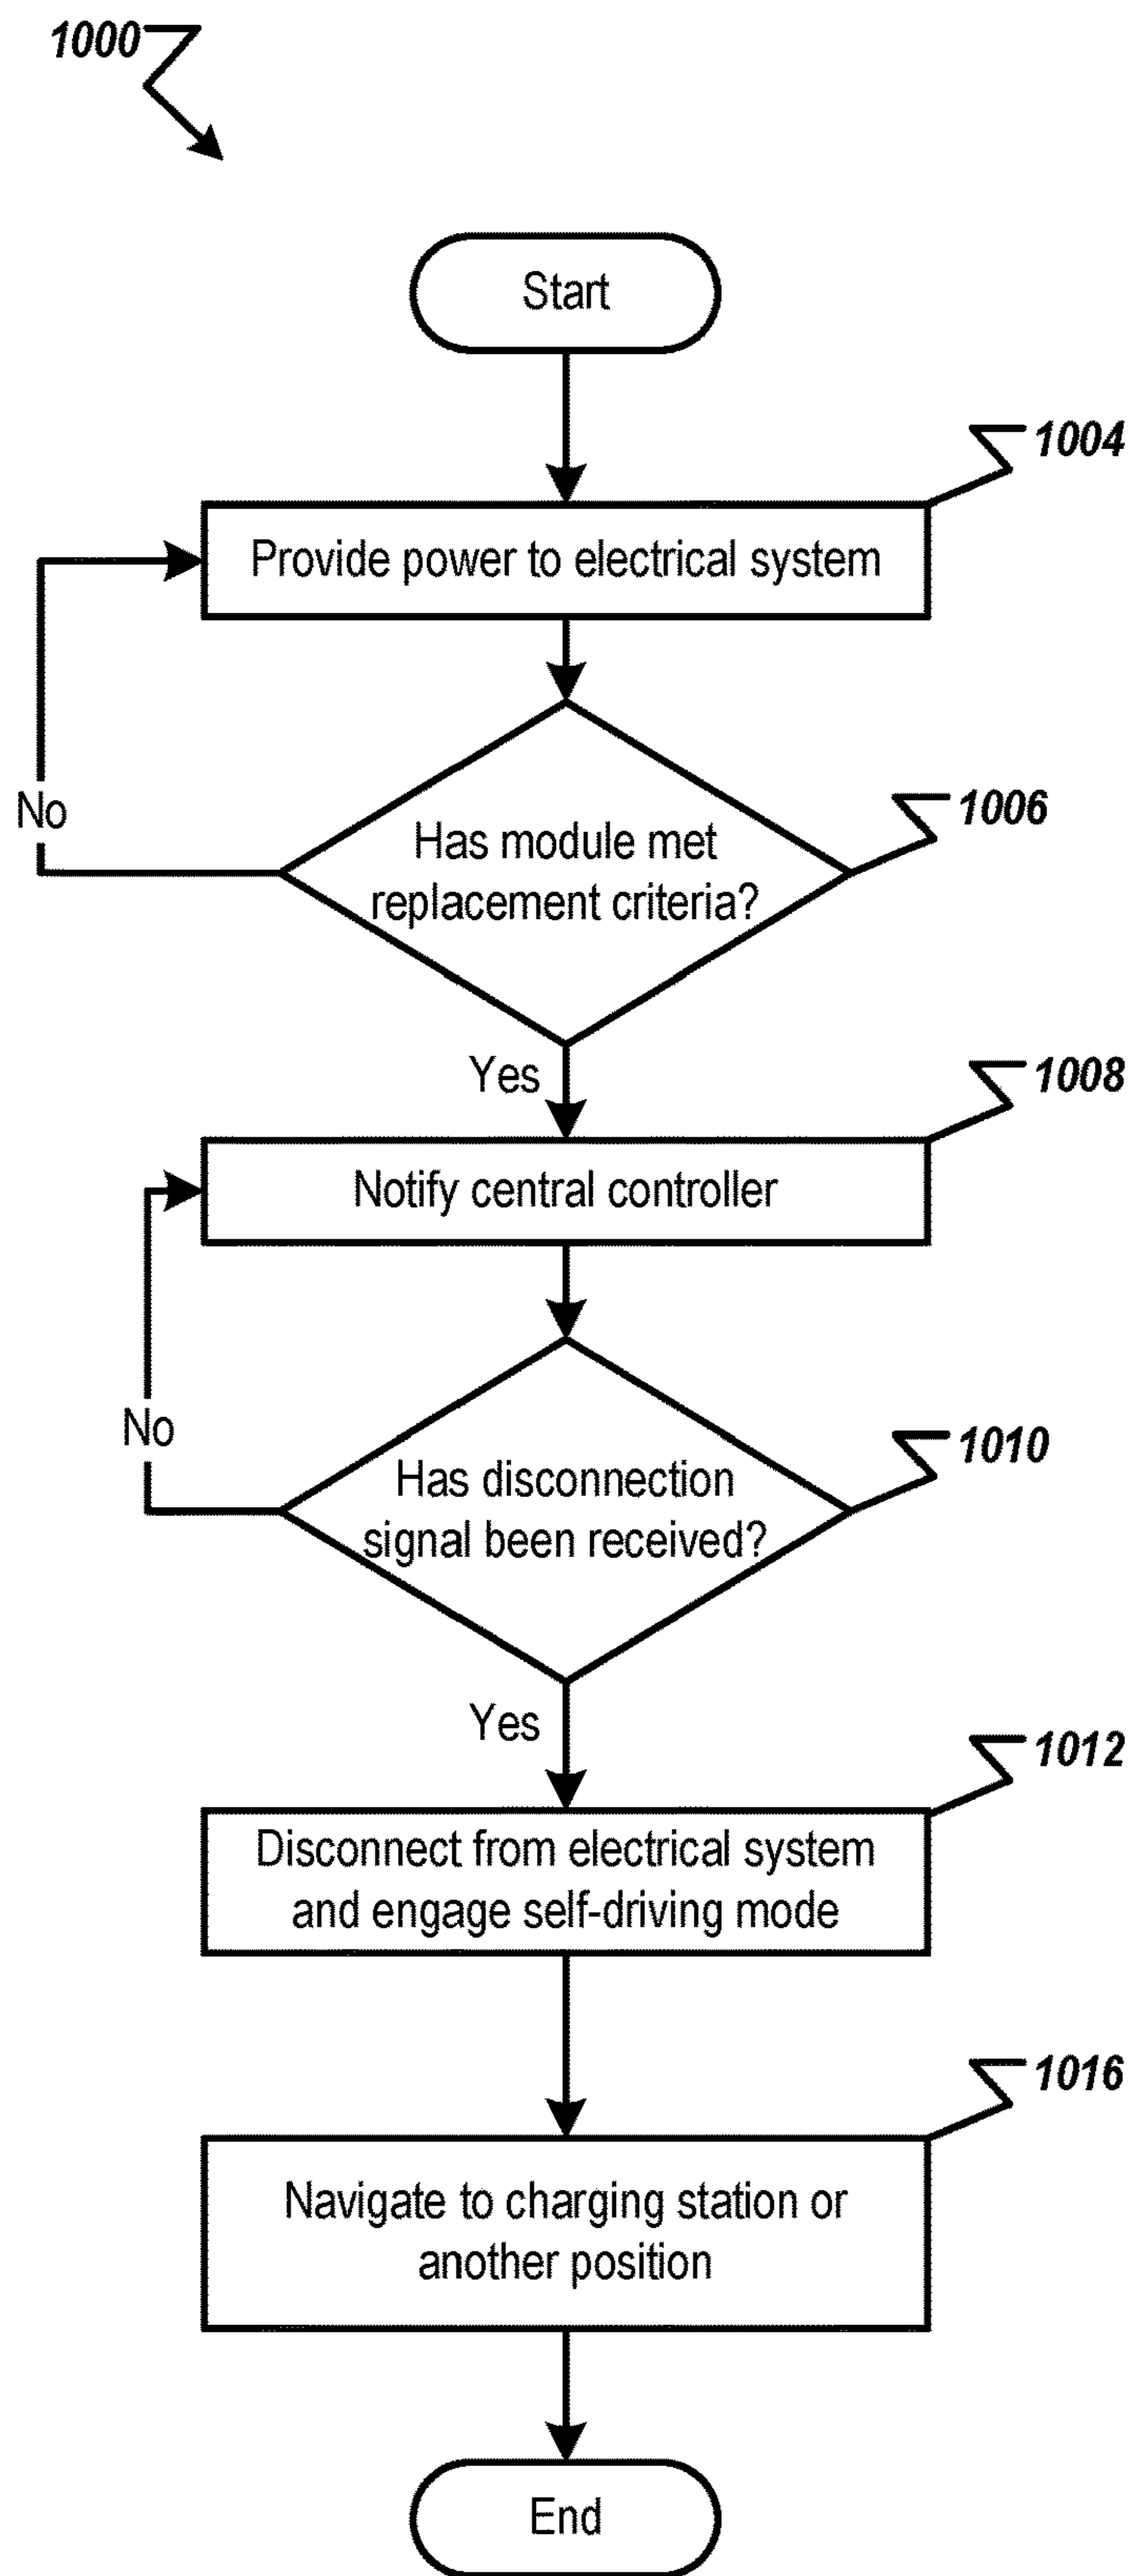 1000
Start
1004
Provide power to electrical system
No
1006
Has module met
replacement criteria?
Yes
1008
Notify central controller
No
1010
Has disconnection
signal been received?
Yes
1012
Disconnect from electrical system
and engage self-driving mode
1016
Navigate to charging station or
another position
End